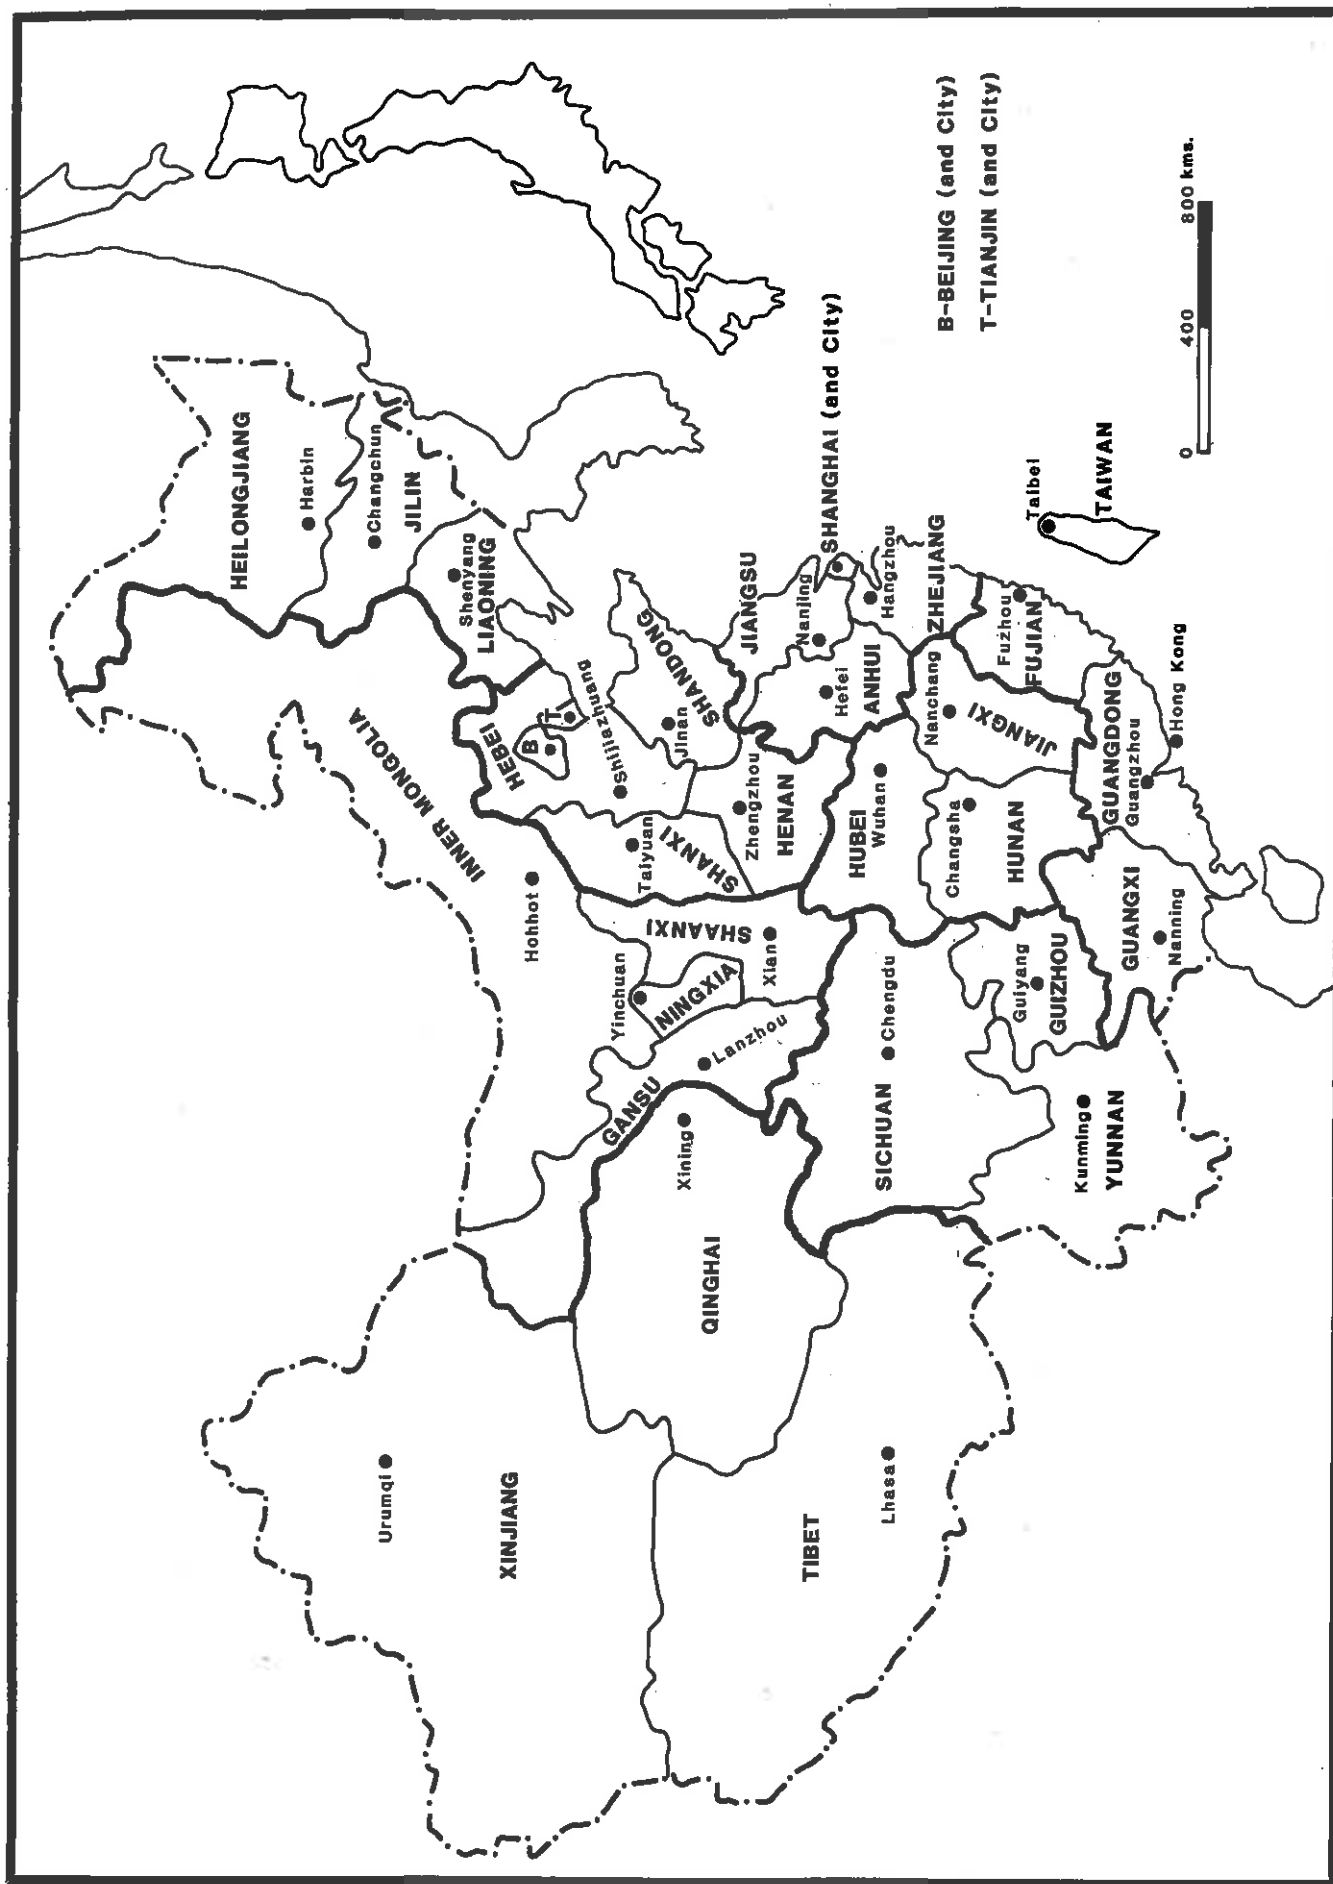 HEILONGJIANG
Harbin
Changchun
JILIN
Shenyang
LIAONING
INNER MONGOLIA
Hohhot
HEBEI
B
T
Shijiazhuang
SHANDONG
Jinan
Taiyuan
SHANXI
SHAANXI
Xian
Yinchuan
NINGXIA
Lanzhou
GANSU
Xining
QINGHAI
Urumqi
XINJIANG
TIBET
Lhasa
Zhengzhou
HENAN
JIANGSU
Nanjing
SHANGHAI (and City)
Hefei
ANHUI
Hangzhou
ZHEJIANG
HUBEI
Wuhan
Nanchang
JIANGXI
Fuzhou
FUJIAN
Changsha
HUNAN
SICHUAN
Chengdu
Guiyang
GUIZHOU
Kunming
YUNNAN
GUANGXI
Nanning
GUANGDONG
Guangzhou
Hong Kong
Taibei
TAIWAN
B-BEIJING (and City)
T-TIANJIN (and City)
0 400 800 kms.